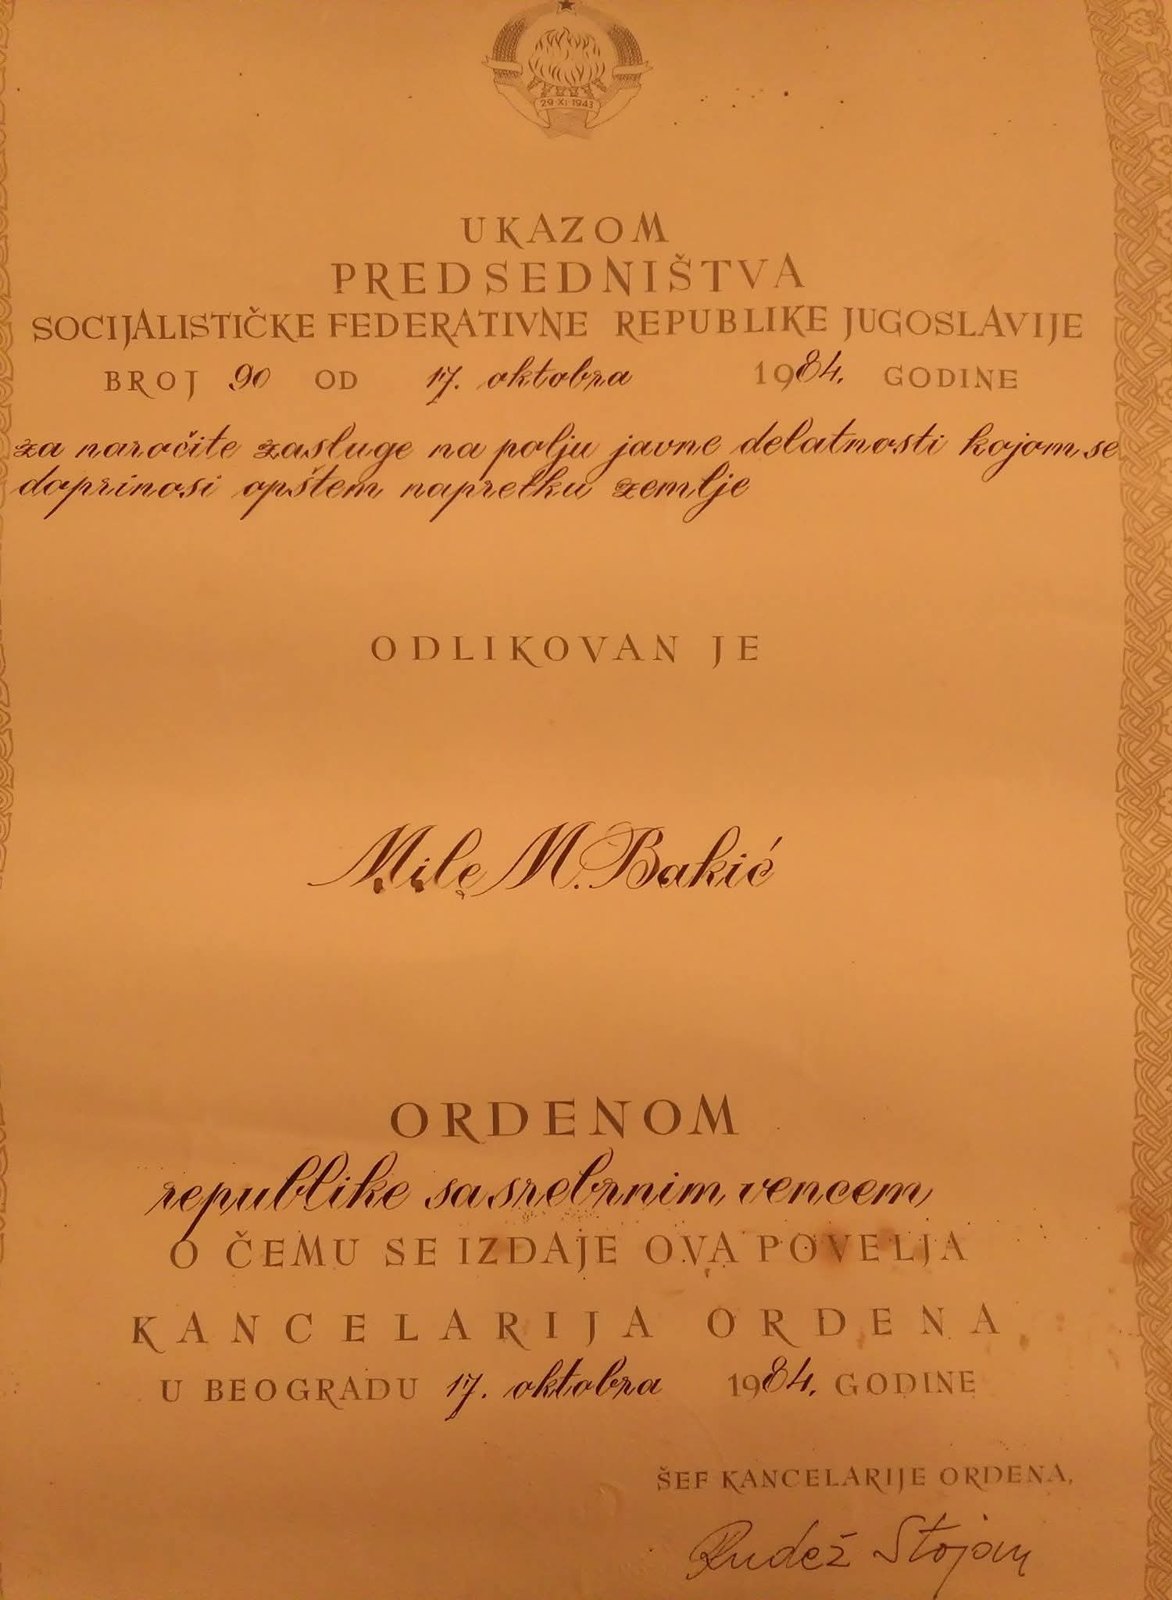 29 XI 1943
UKAZOM
PREDSEDNIŠTVA
SOCIJALISTIČKE FEDERATIVNE REPUBLIKE JUGOSLAVIJE
BROJ 90 OD 17. oktobra 1984. GODINE
za naročite zasluge na polju javne delatnosti kojom se
doprinosi opštem napretku zemlje
ODLIKOVAN JE
Mile M. Bakić
ORDENOM
republike sa srebrnim vencem
O ČEMU SE IZDAJE OVA POVELJA
KANCELARIJA ORDENA
U BEOGRADU 17. oktobra 1984. GODINE
ŠEF KANCELARIJE ORDENA,
Rudež Stojan